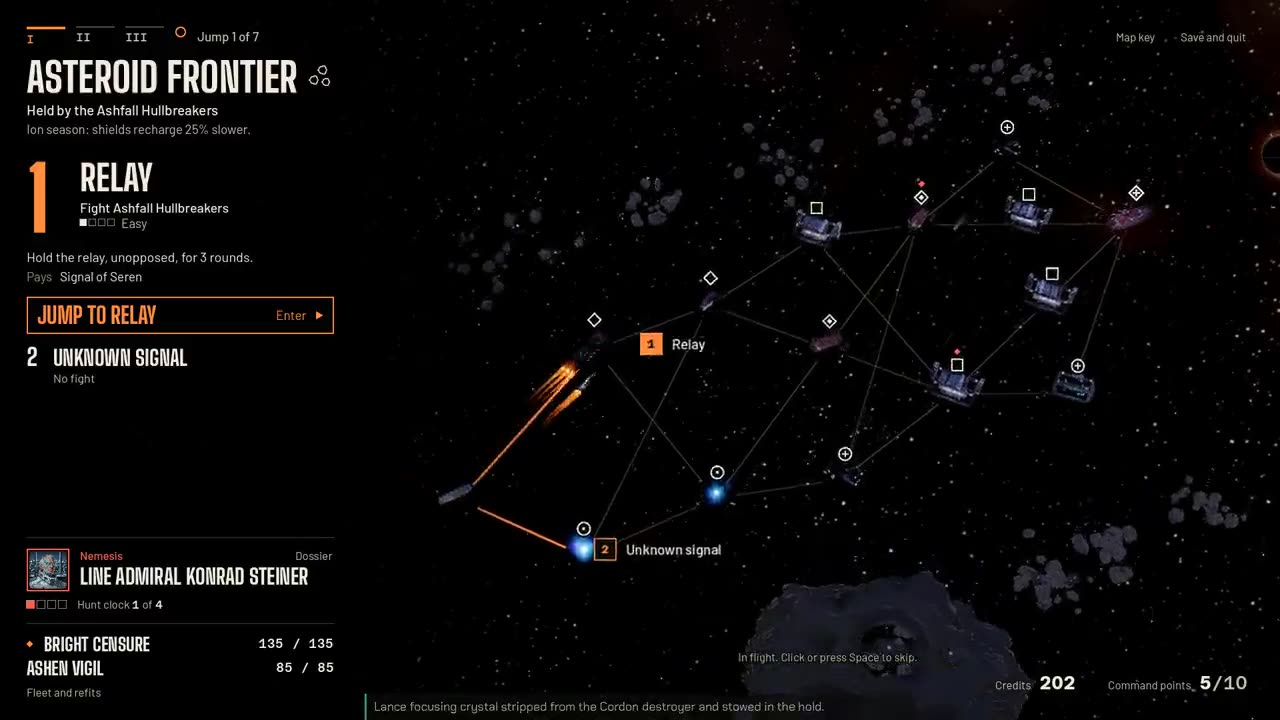 I II III Jump 1 of 7
Map key Save and quit
ASTEROID FRONTIER
Held by the Ashfall Hullbreakers
Ion season: shields recharge 25% slower.
1 RELAY
Fight Ashfall Hullbreakers
Easy
Hold the relay, unopposed, for 3 rounds.
Pays Signal of Seren
JUMP TO RELAY Enter
2 UNKNOWN SIGNAL
No fight
1 Relay
2 Unknown signal
Nemesis Dossier
LINE ADMIRAL KONRAD STEINER
Hunt clock 1 of 4
BRIGHT CENSURE 135 / 135
ASHEN VIGIL 85 / 85
Fleet and refits
In flight. Click or press Space to skip.
Credits 202 Command points 5/10
Lance focusing crystal stripped from the Cordon destroyer and stowed in the hold.